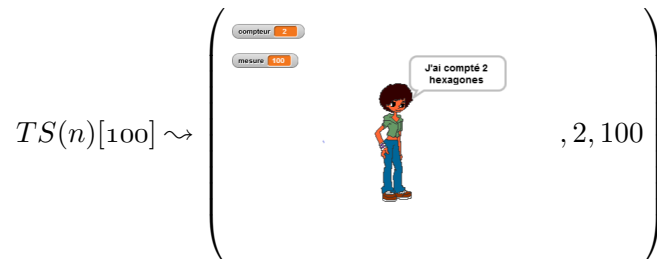 compteur 2
mesure 100
J'ai compté 2
hexagones
TS(n)[100] ⤳ ( , 2, 100 )